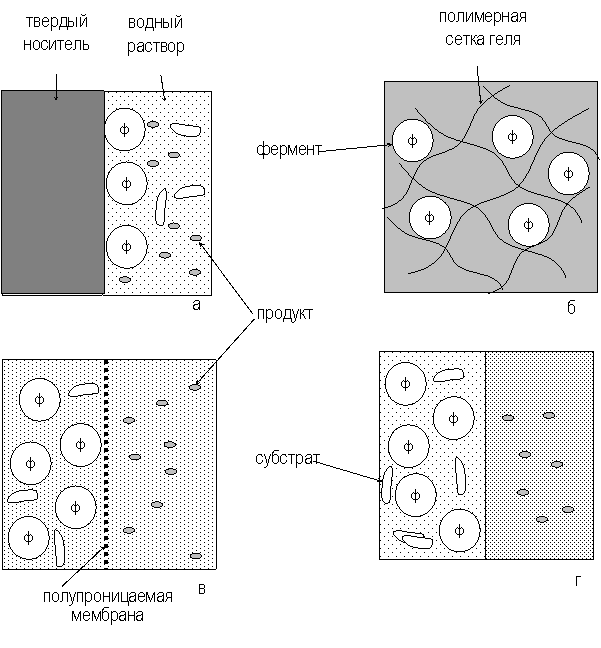 твердый
носитель
водный
раствор
полимерная
сетка геля
фермент
ф
ф
ф
ф
ф
ф
ф
ф
а
б
продукт
ф
ф
ф
ф
ф
субстрат
ф
ф
ф
ф
ф
полупроницаемая
мембрана
в
г